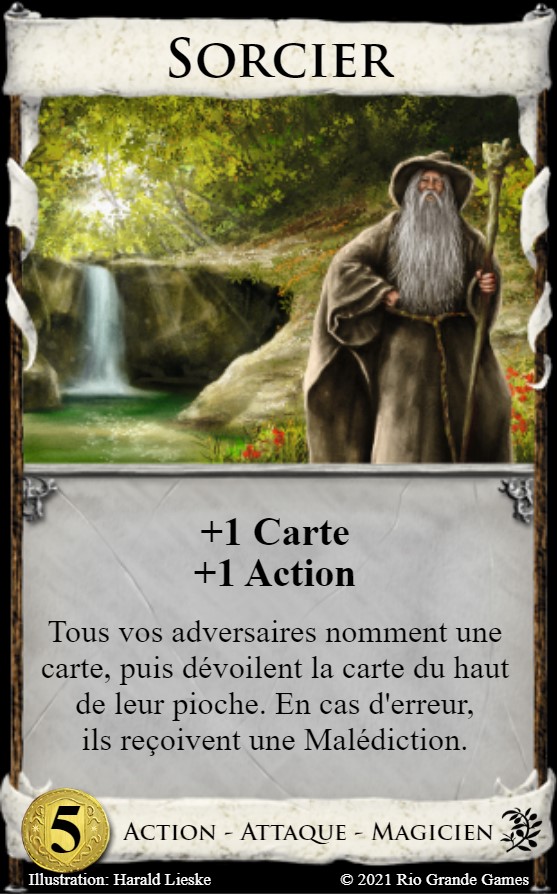 Sorcier
+1 Carte
+1 Action
Tous vos adversaires nomment une
carte, puis dévoilent la carte du haut
de leur pioche. En cas d'erreur,
ils reçoivent une Malédiction.
5
Action - Attaque - Magicien
Illustration: Harald Lieske
© 2021 Rio Grande Games